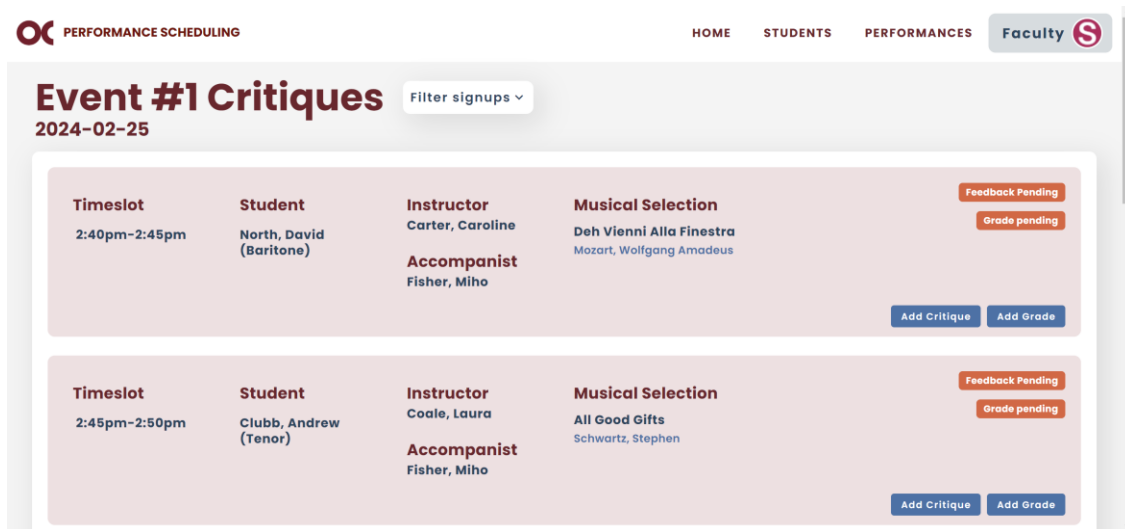 OC PERFORMANCE SCHEDULING
HOME STUDENTS PERFORMANCES Faculty S
Event #1 Critiques
Filter signups
2024-02-25
Timeslot
2:40pm-2:45pm
Student
North, David
(Baritone)
Instructor
Carter, Caroline
Accompanist
Fisher, Miho
Musical Selection
Deh Vienni Alla Finestra
Mozart, Wolfgang Amadeus
Feedback Pending
Grade pending
Add Critique Add Grade
Timeslot
2:45pm-2:50pm
Student
Clubb, Andrew
(Tenor)
Instructor
Coale, Laura
Accompanist
Fisher, Miho
Musical Selection
All Good Gifts
Schwartz, Stephen
Feedback Pending
Grade pending
Add Critique Add Grade